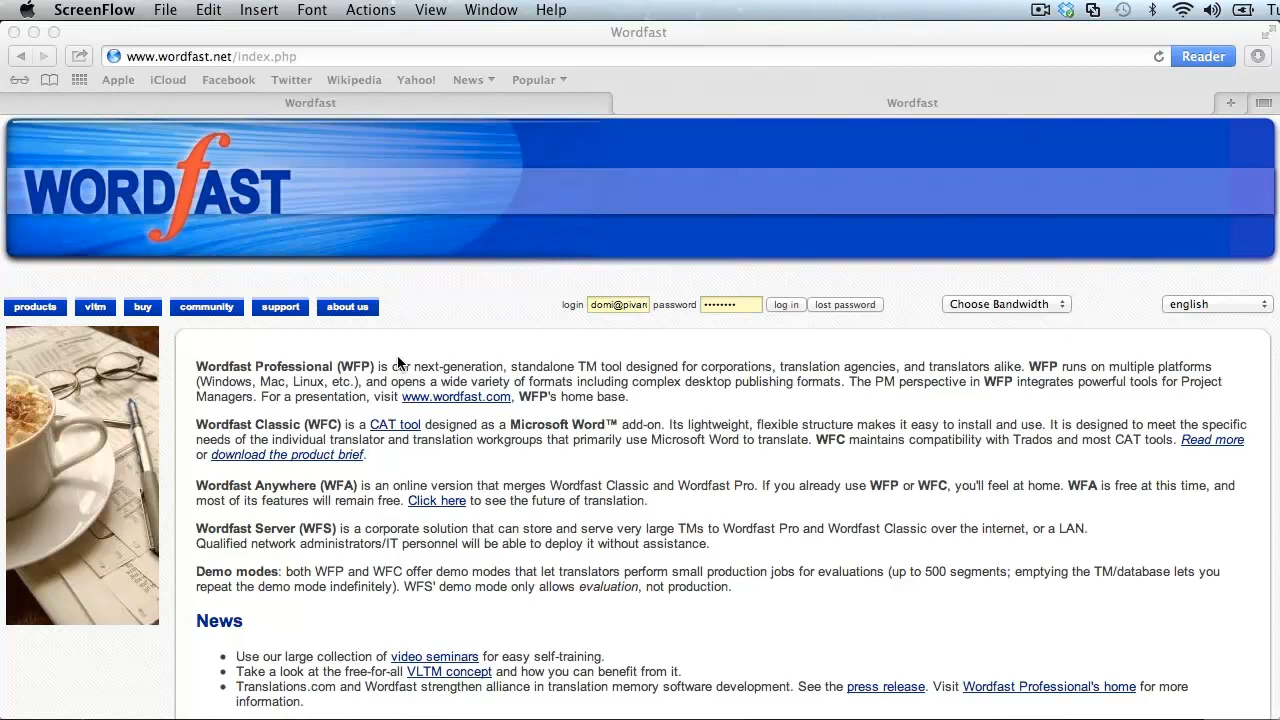 ScreenFlow File Edit Insert Font Actions View Window Help
Wordfast
www.wordfast.net/index.php
Reader
Apple iCloud Facebook Twitter Wikipedia Yahoo! News Popular
Wordfast Wordfast
WORDfAST
products vltm buy community support about us login domi@pivar password •••••••• log in lost password Choose Bandwidth english
Wordfast Professional (WFP) is our next-generation, standalone TM tool designed for corporations, translation agencies, and translators alike. WFP runs on multiple platforms
(Windows, Mac, Linux, etc.), and opens a wide variety of formats including complex desktop publishing formats. The PM perspective in WFP integrates powerful tools for Project
Managers. For a presentation, visit www.wordfast.com, WFP's home base.
Wordfast Classic (WFC) is a CAT tool designed as a Microsoft Word™ add-on. Its lightweight, flexible structure makes it easy to install and use. It is designed to meet the specific
needs of the individual translator and translation workgroups that primarily use Microsoft Word to translate. WFC maintains compatibility with Trados and most CAT tools. Read more
or download the product brief.
Wordfast Anywhere (WFA) is an online version that merges Wordfast Classic and Wordfast Pro. If you already use WFP or WFC, you'll feel at home. WFA is free at this time, and
most of its features will remain free. Click here to see the future of translation.
Wordfast Server (WFS) is a corporate solution that can store and serve very large TMs to Wordfast Pro and Wordfast Classic over the internet, or a LAN.
Qualified network administrators/IT personnel will be able to deploy it without assistance.
Demo modes: both WFP and WFC offer demo modes that let translators perform small production jobs for evaluations (up to 500 segments; emptying the TM/database lets you
repeat the demo mode indefinitely). WFS' demo mode only allows evaluation, not production.
News
• Use our large collection of video seminars for easy self-training.
• Take a look at the free-for-all VLTM concept and how you can benefit from it.
• Translations.com and Wordfast strengthen alliance in translation memory software development. See the press release. Visit Wordfast Professional's home for more
information.